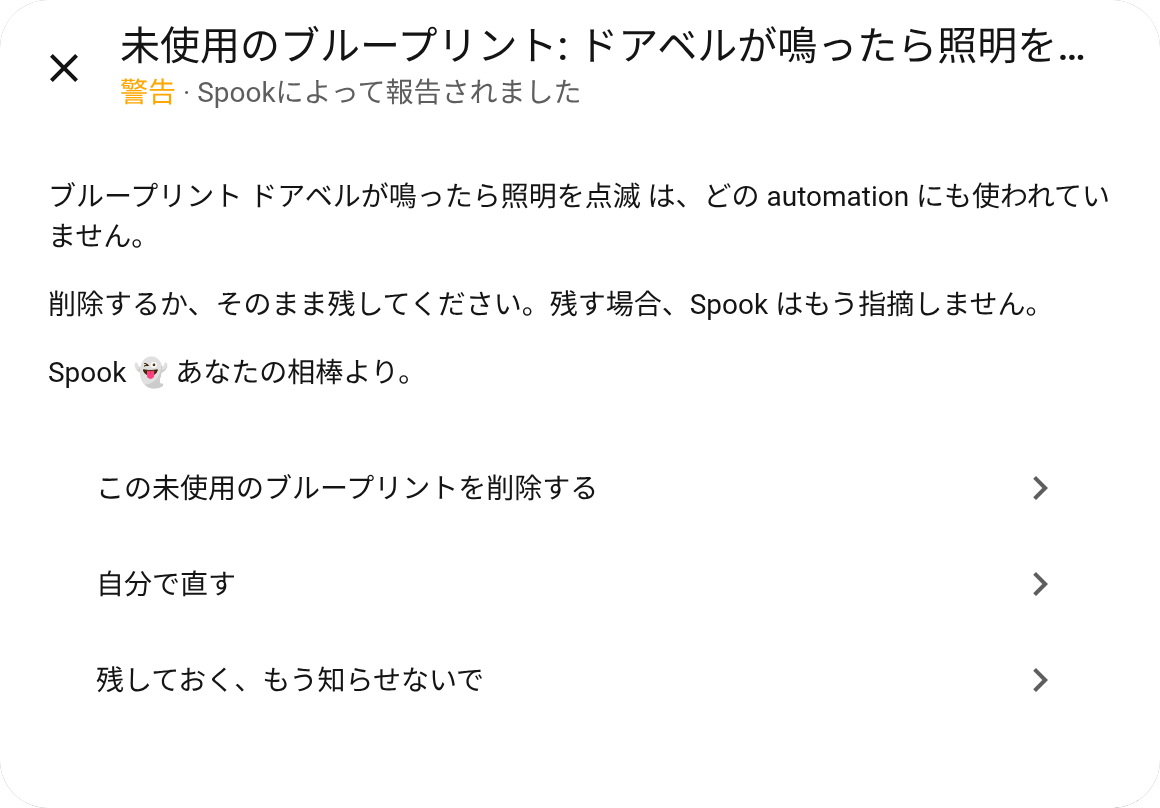 未使用のブループリント: ドアベルが鳴ったら照明を...
警告 · Spookによって報告されました
ブループリント ドアベルが鳴ったら照明を点滅 は、どの automation にも使われてい
ません。
削除するか、そのまま残してください。残す場合、Spook はもう指摘しません。
Spook 👻 あなたの相棒より。
この未使用のブループリントを削除する
自分で直す
残しておく、もう知らせないで